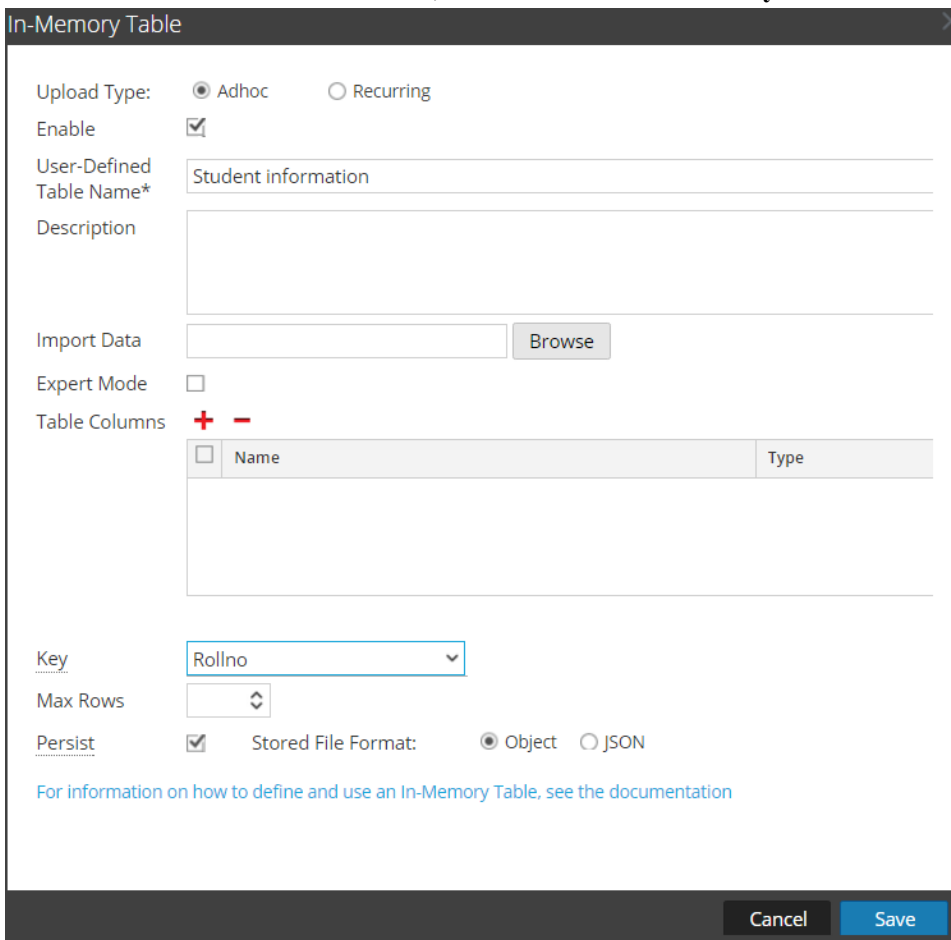 In-Memory Table
Upload Type: Adhoc Recurring
Enable
User-Defined
Table Name* Student information
Description
Import Data Browse
Expert Mode
Table Columns
Name Type
Key Rollno
Max Rows
Persist Stored File Format: Object JSON
For information on how to define and use an In-Memory Table, see the documentation
Cancel Save